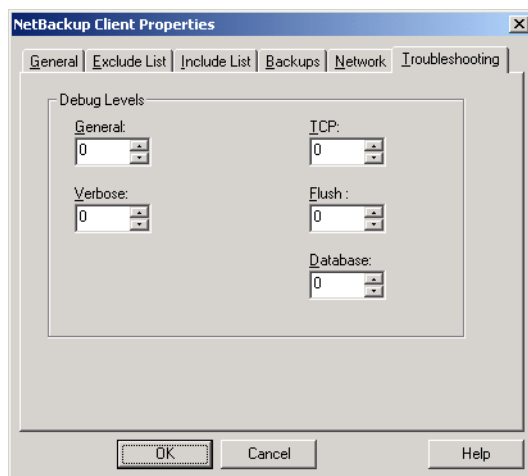 NetBackup Client Properties
General Exclude List Include List Backups Network Troubleshooting
Debug Levels
General: TCP:
0 0
Verbose: Flush :
0 0
Database:
0
OK Cancel Help